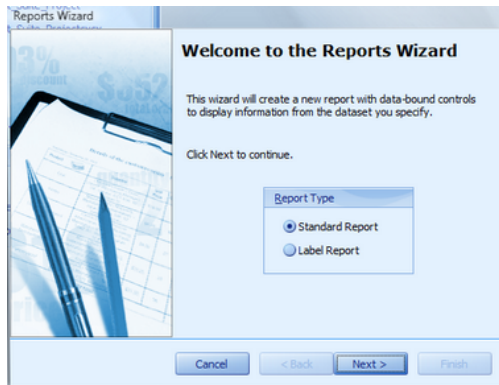 Reports Wizard
Welcome to the Reports Wizard
This wizard will create a new report with data-bound controls
to display information from the dataset you specify.
Click Next to continue.
Report Type
Standard Report
Label Report
Cancel
< Back
Next >
Finish